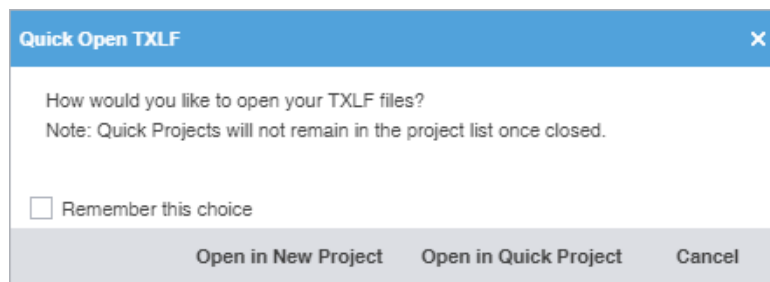 Quick Open TXLF
How would you like to open your TXLF files?
Note: Quick Projects will not remain in the project list once closed.
Remember this choice
Open in New Project Open in Quick Project Cancel